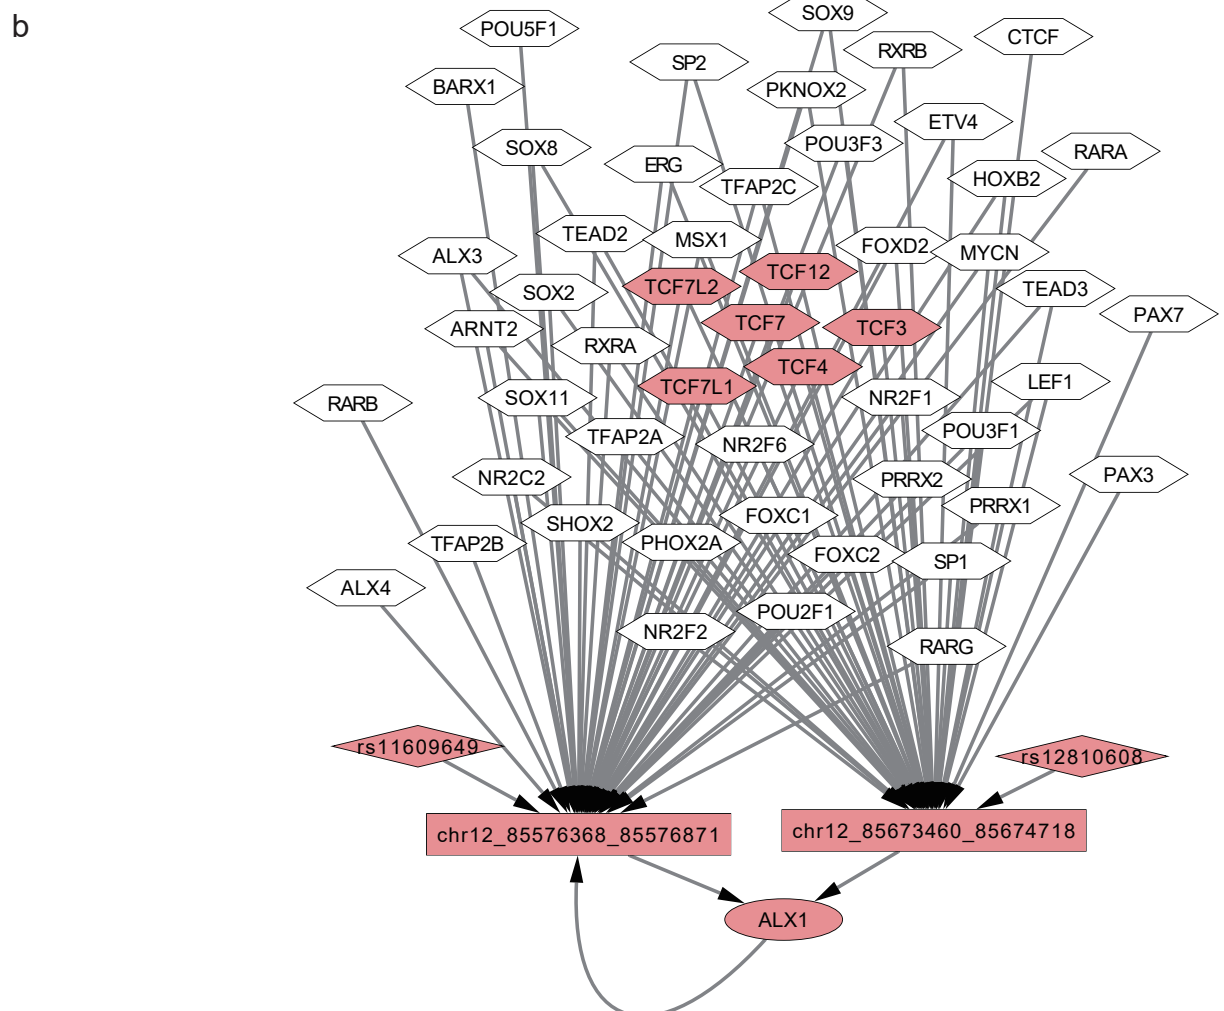 b
SOX9
POU5F1
CTCF
RXRB
SP2
BARX1
PKNOX2
ETV4
POU3F3
SOX8
RARA
ERG
HOXB2
TFAP2C
TEAD2
MSX1
FOXD2
MYCN
ALX3
TCF12
TCF7L2
TEAD3
SOX2
PAX7
TCF7
TCF3
ARNT2
RXRA
TCF4
LEF1
TCF7L1
SOX11
NR2F1
RARB
POU3F1
TFAP2A
NR2F6
PAX3
NR2C2
PRRX2
PRRX1
FOXC1
SHOX2
PHOX2A
TFAP2B
FOXC2
SP1
ALX4
POU2F1
NR2F2
RARG
rs11609649
rs12810608
chr12_85576368_85576871
chr12_85673460_85674718
ALX1